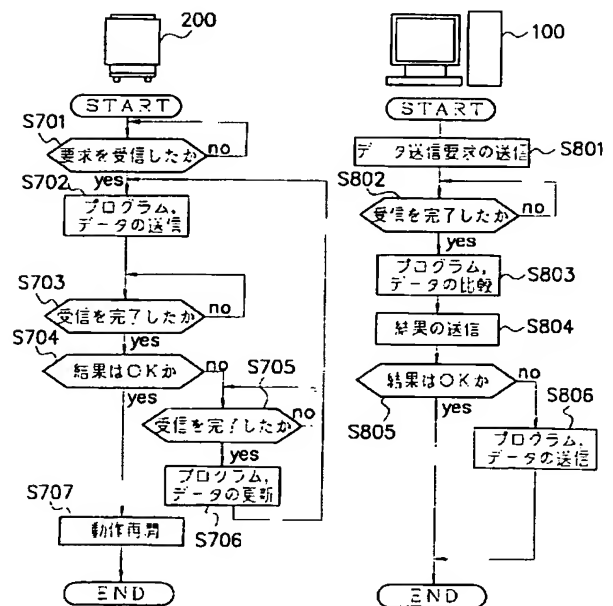 200
START
S701
要求を受信したか
no
yes
S702
プログラム,
データの送信
S703
受信を完了したか
no
yes
S704
結果はOKか
no
yes
S705
受信を完了したか
no
yes
プログラム,
データの更新
S706
S707
動作再開
END
100
START
データ送信要求の送信
S801
S802
受信を完了したか
no
yes
プログラム,
データの比較
S803
結果の送信
S804
結果はOKか
no
yes
S805
S806
プログラム,
データの送信
END